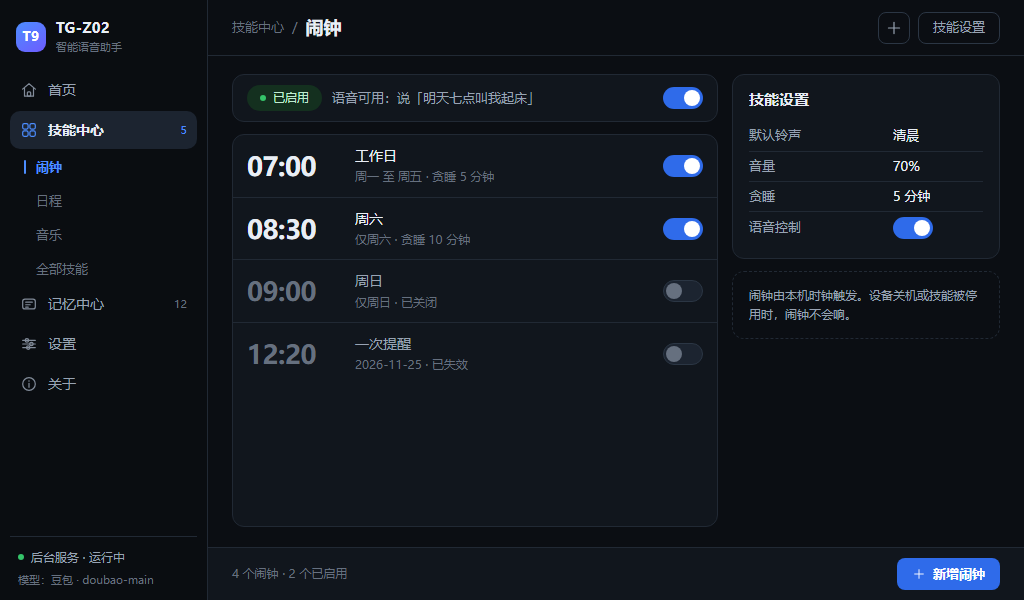 T9
TG-Z02
智能语音助手
首页
技能中心 5
闹钟
日程
音乐
全部技能
记忆中心 12
设置
关于
后台服务 · 运行中
模型：豆包 · doubao-main
技能中心 / 闹钟
技能设置
已启用 语音可用：说「明天七点叫我起床」
07:00 工作日
周一 至 周五 · 贪睡 5 分钟
08:30 周六
仅周六 · 贪睡 10 分钟
09:00 周日
仅周日 · 已关闭
12:20 一次提醒
2026-11-25 · 已失效
技能设置
默认铃声 清晨
音量 70%
贪睡 5 分钟
语音控制
闹钟由本机时钟触发。设备关机或技能被停
用时，闹钟不会响。
4 个闹钟 · 2 个已启用
新增闹钟